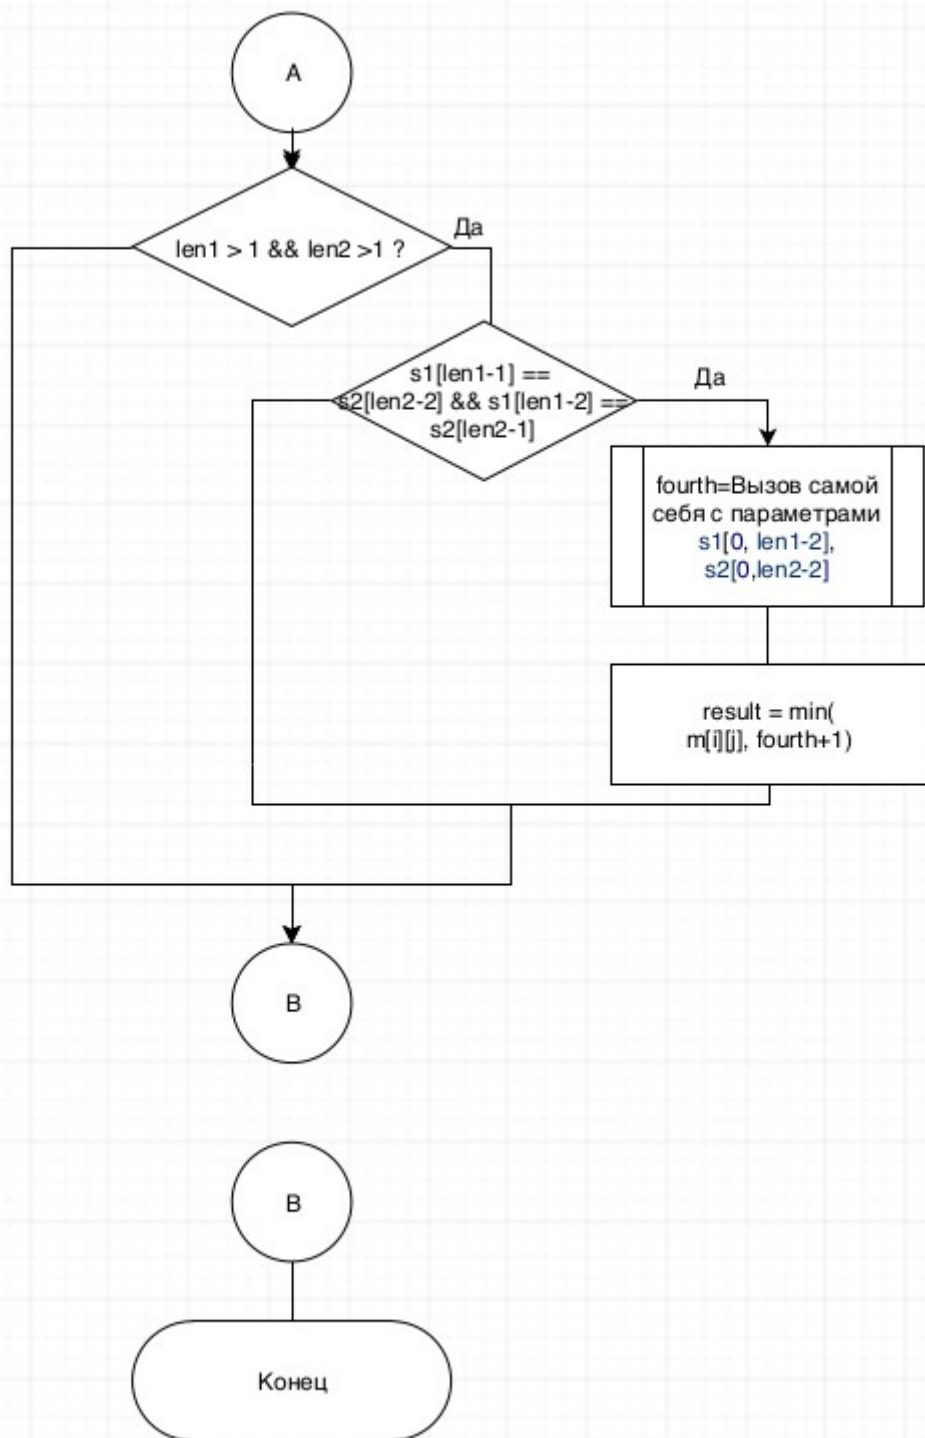 A
len1 > 1 && len2 >1 ?
Да
s1[len1-1] ==
s2[len2-2] && s1[len1-2] ==
s2[len2-1]
Да
fourth=Вызов самой
себя с параметрами
s1[0, len1-2],
s2[0,len2-2]
result = min(
m[i][j], fourth+1)
B
B
Конец